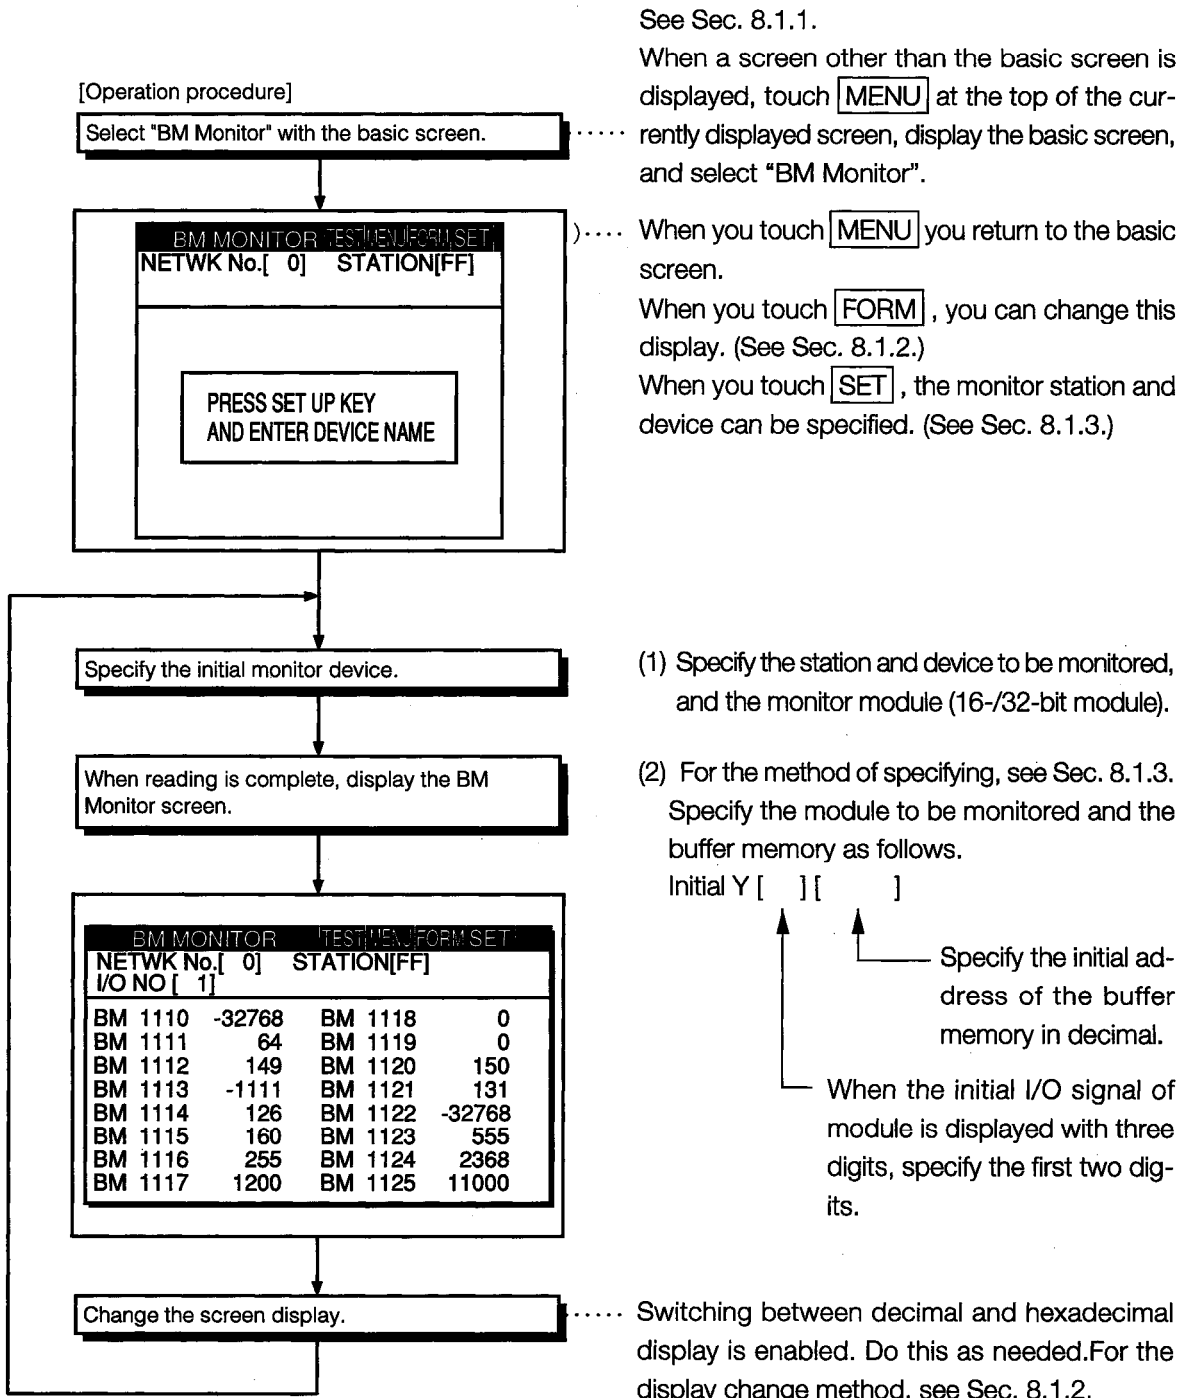 See Sec. 8.1.1.
When a screen other than the basic screen is
displayed, touch MENU at the top of the cur-
rently displayed screen, display the basic screen,
and select "BM Monitor".
[Operation procedure]
Select "BM Monitor" with the basic screen.
BM MONITOR TEST MENU FORM SET
NETWK No.[ 0] STATION[FF]
PRESS SET UP KEY
AND ENTER DEVICE NAME
When you touch MENU you return to the basic
screen.
When you touch FORM , you can change this
display. (See Sec. 8.1.2.)
When you touch SET , the monitor station and
device can be specified. (See Sec. 8.1.3.)
Specify the initial monitor device.
(1) Specify the station and device to be monitored,
and the monitor module (16-/32-bit module).
When reading is complete, display the BM
Monitor screen.
(2) For the method of specifying, see Sec. 8.1.3.
Specify the module to be monitored and the
buffer memory as follows.
Initial Y [ ] [ ]
Specify the initial ad-
dress of the buffer
memory in decimal.
When the initial I/O signal of
module is displayed with three
digits, specify the first two dig-
its.
BM MONITOR TEST MENU FORM SET
NETWK No.[ 0] STATION[FF]
I/O NO [ 1]
BM 1110 -32768 BM 1118 0
BM 1111 64 BM 1119 0
BM 1112 149 BM 1120 150
BM 1113 -1111 BM 1121 131
BM 1114 126 BM 1122 -32768
BM 1115 160 BM 1123 555
BM 1116 255 BM 1124 2368
BM 1117 1200 BM 1125 11000
Change the screen display.
Switching between decimal and hexadecimal
display is enabled. Do this as needed.For the
display change method, see Sec. 8.1.2.